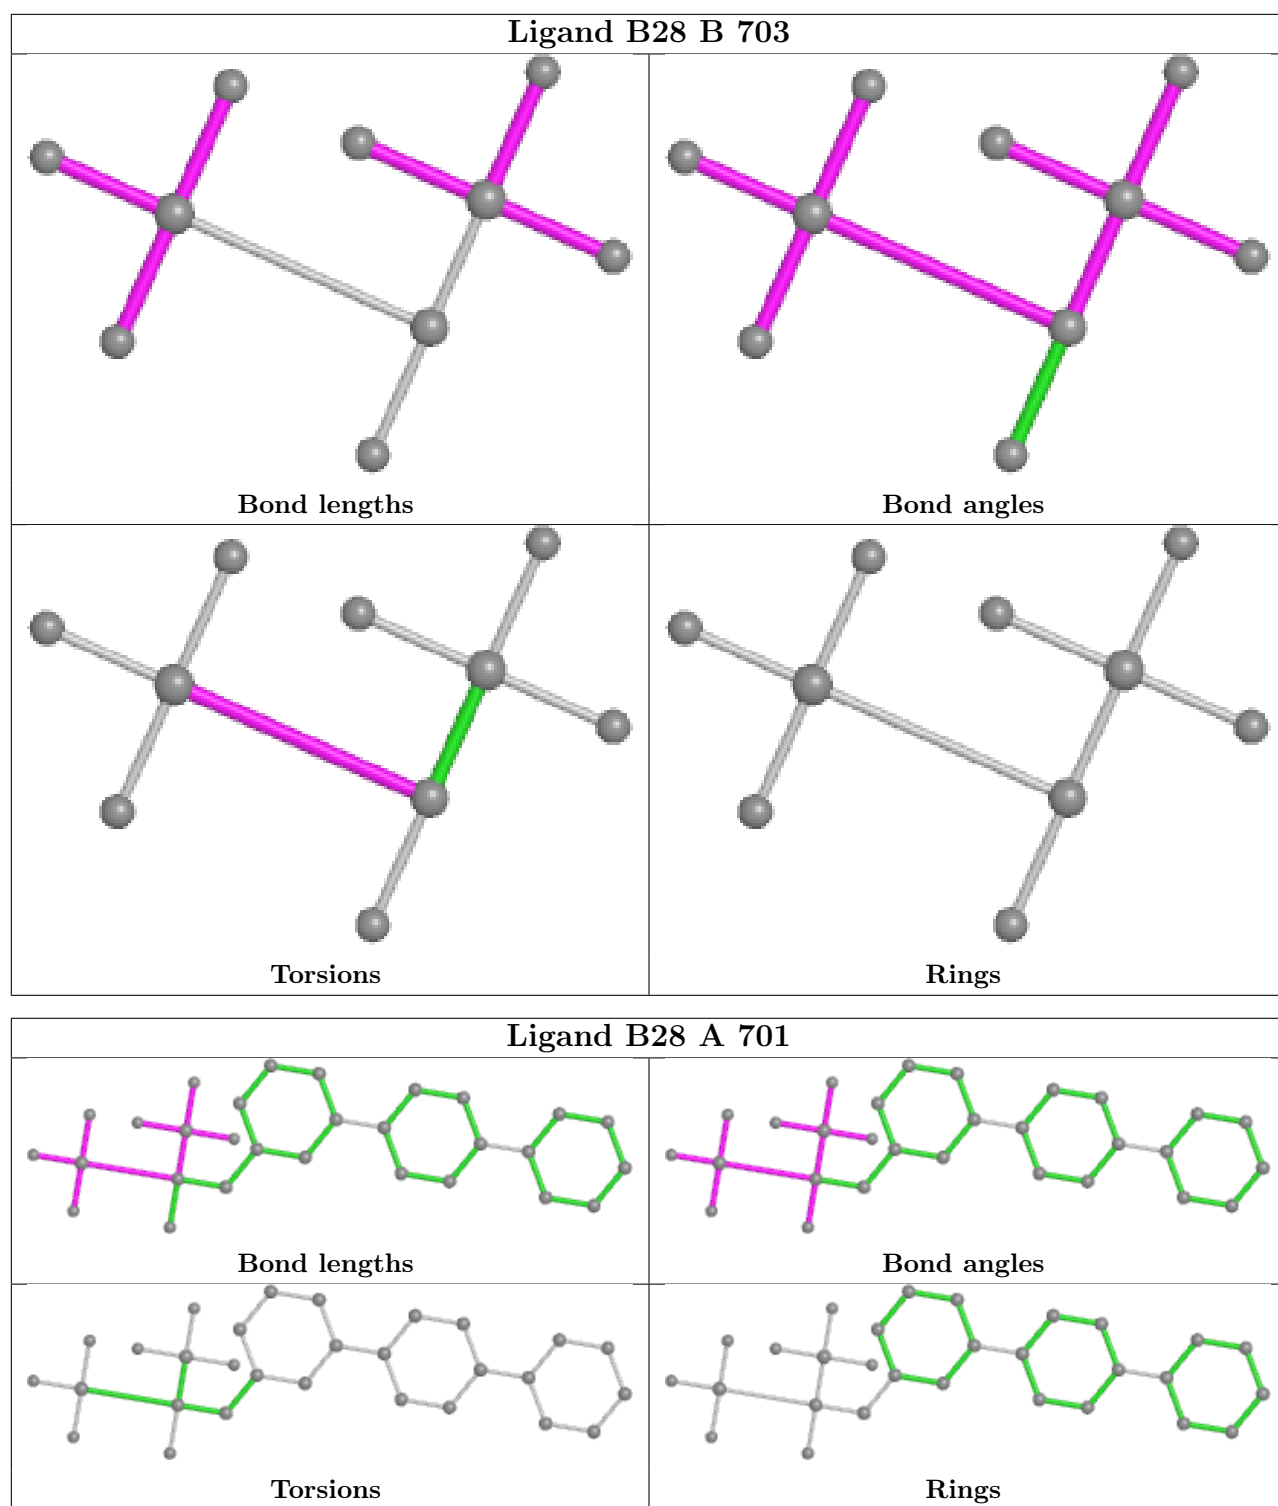 Ligand B28 B 703
Bond lengths
Bond angles
Torsions
Rings
Ligand B28 A 701
Bond lengths
Bond angles
Torsions
Rings